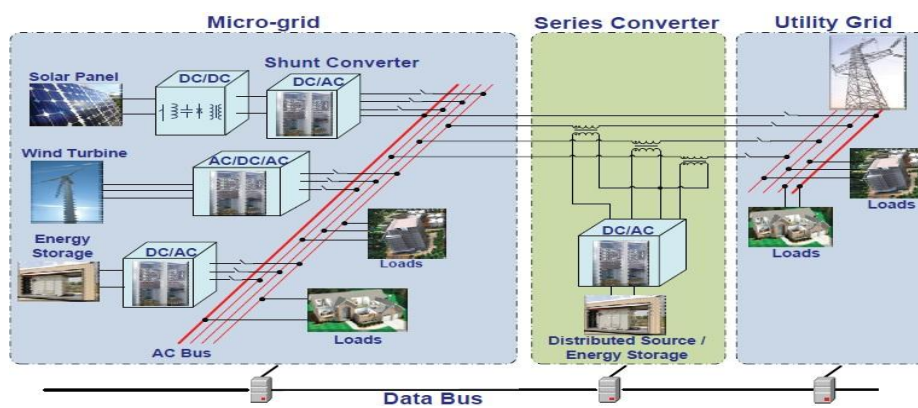 Micro-grid
Series Converter
Utility Grid
Shunt Converter
Solar Panel
DC/DC
DC/AC
Wind Turbine
AC/DC/AC
Energy
Storage
DC/AC
Loads
Loads
AC Bus
DC/AC
Distributed Source /
Energy Storage
Loads
Loads
Data Bus